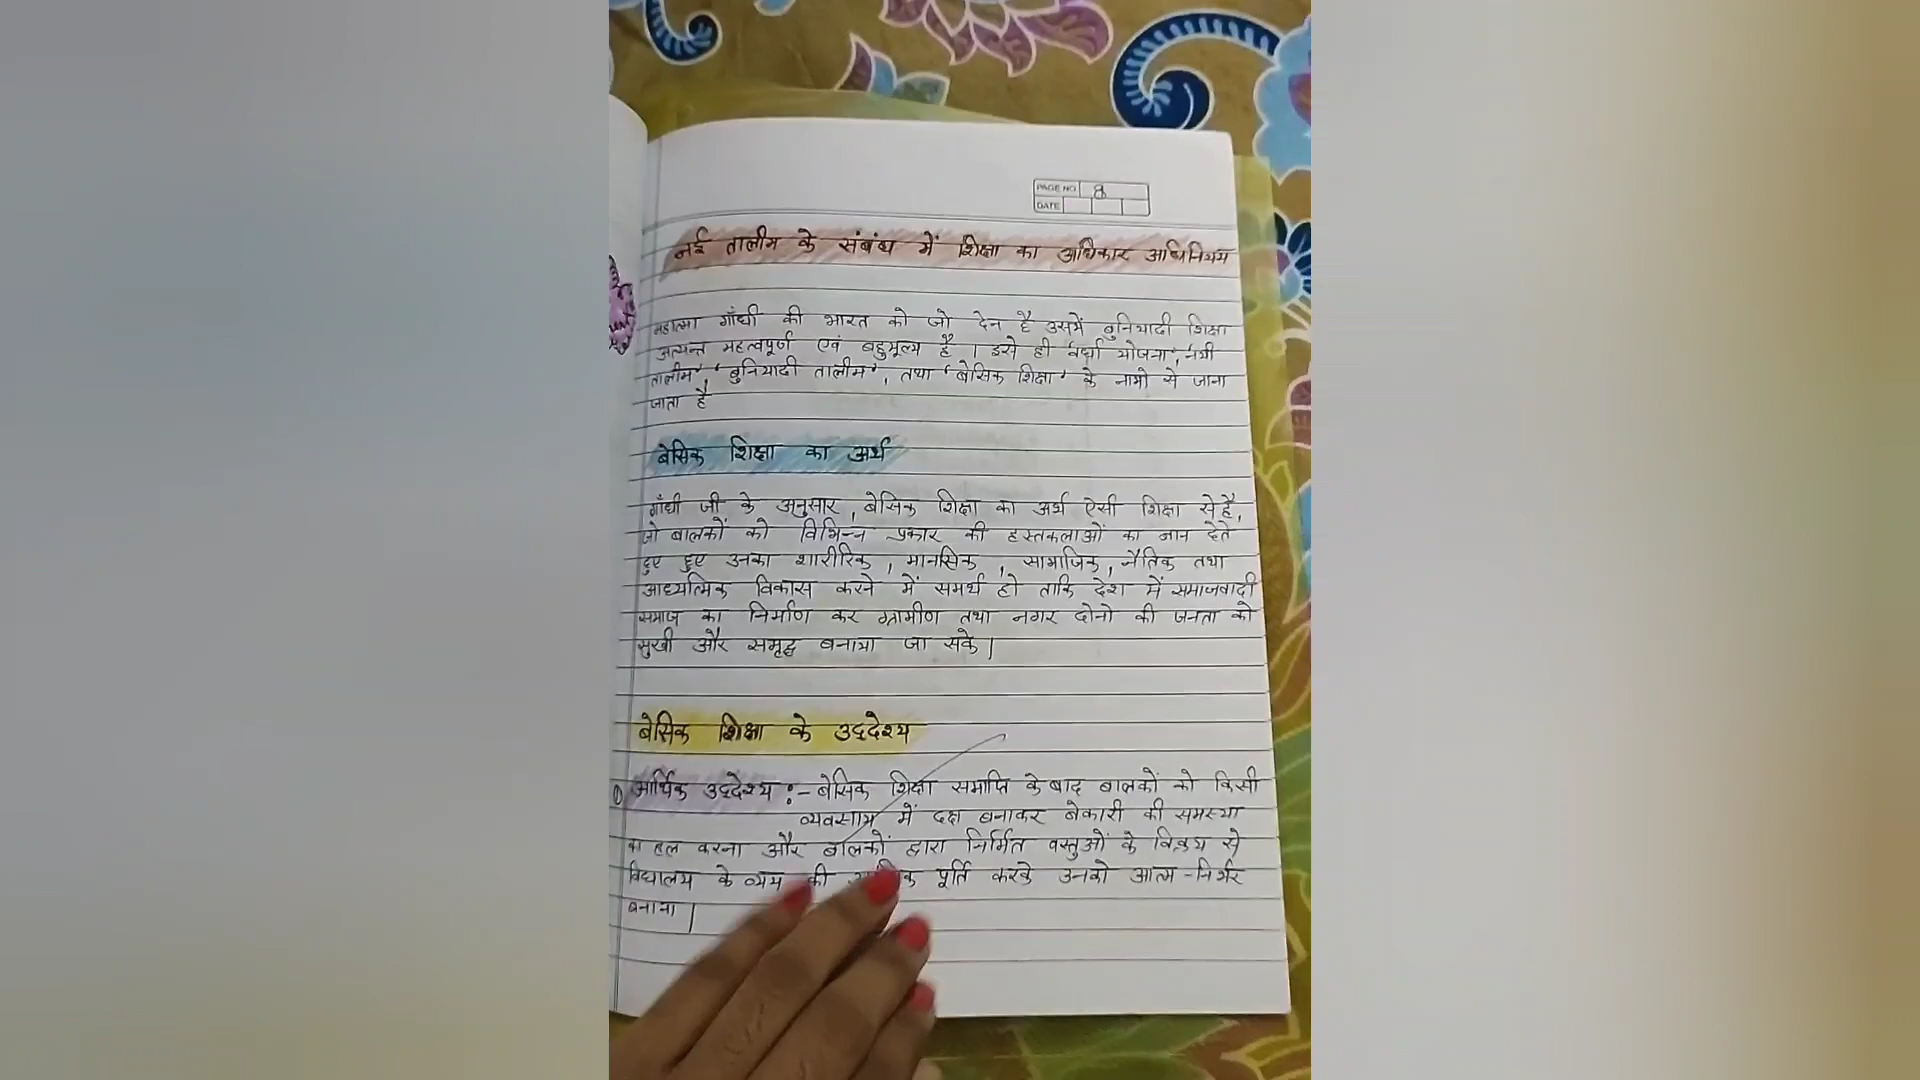 PAGE NO. 8
DATE
नई तालीम के संबंध में शिक्षा का अधिकार अधिनियम
महात्मा गाँधी की भारत को जो देन है उसमें बुनियादी शिक्षा
अत्यन्त महत्वपूर्ण एवं बहुमूल्य है । इसे ही 'वर्धा योजना', 'नयी
तालीम', 'बुनियादी तालीम', तथा 'बेसिक शिक्षा' के नामो से जाना
जाता है
बेसिक शिक्षा का अर्थ
गाँधी जी के अनुसार, बेसिक शिक्षा का अर्थ ऐसी शिक्षा से है,
जो बालकों को विभिन्न प्रकार की हस्तकलाओं का ज्ञान देते
हुए हुए उनका शारीरिक, मानसिक, सामाजिक, नैतिक तथा
आध्यत्मिक विकास करने में समर्थ हो ताकि देश में समाजवादी
समाज का निर्माण कर ग्रामीण तथा नगर दोनो की जनता को
सुखी और समृद्ध बनाया जा सके |
बेसिक शिक्षा के उद्ददेश्य
① आर्थिक उद्ददेश्य :- बेसिक शिक्षा समाप्ति के बाद बालकों को किसी
व्यवसाय में दक्ष बनाकर बेकारी की समस्या
का हल करना और बालकों द्वारा निर्मित वस्तुओं के विक्रय से
विद्यालय के व्यय की पूर्ति करके उनको आत्म-निर्भर
बनाना |